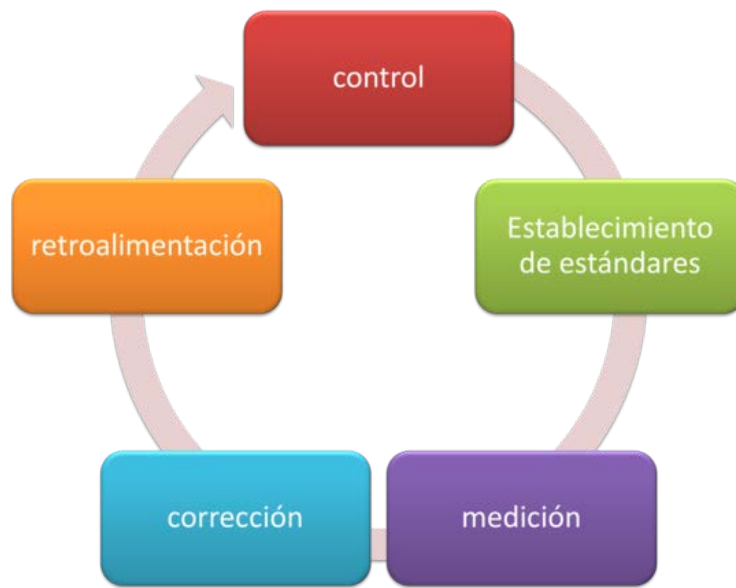 control
Establecimiento
de estándares
medición
corrección
retroalimentación